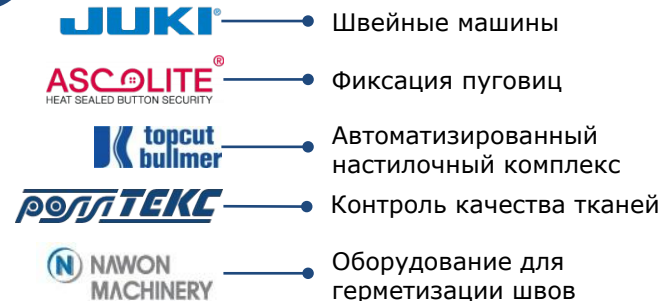 JUKI®
Швейные машины
ASCOLITE®
HEAT SEALED BUTTON SECURITY
Фиксация пуговиц
topcut
bullmer
Автоматизированный
настилочный комплекс
РОЛЛТЕКС
Контроль качества тканей
N NAWON
MACHINERY
Оборудование для
герметизации швов